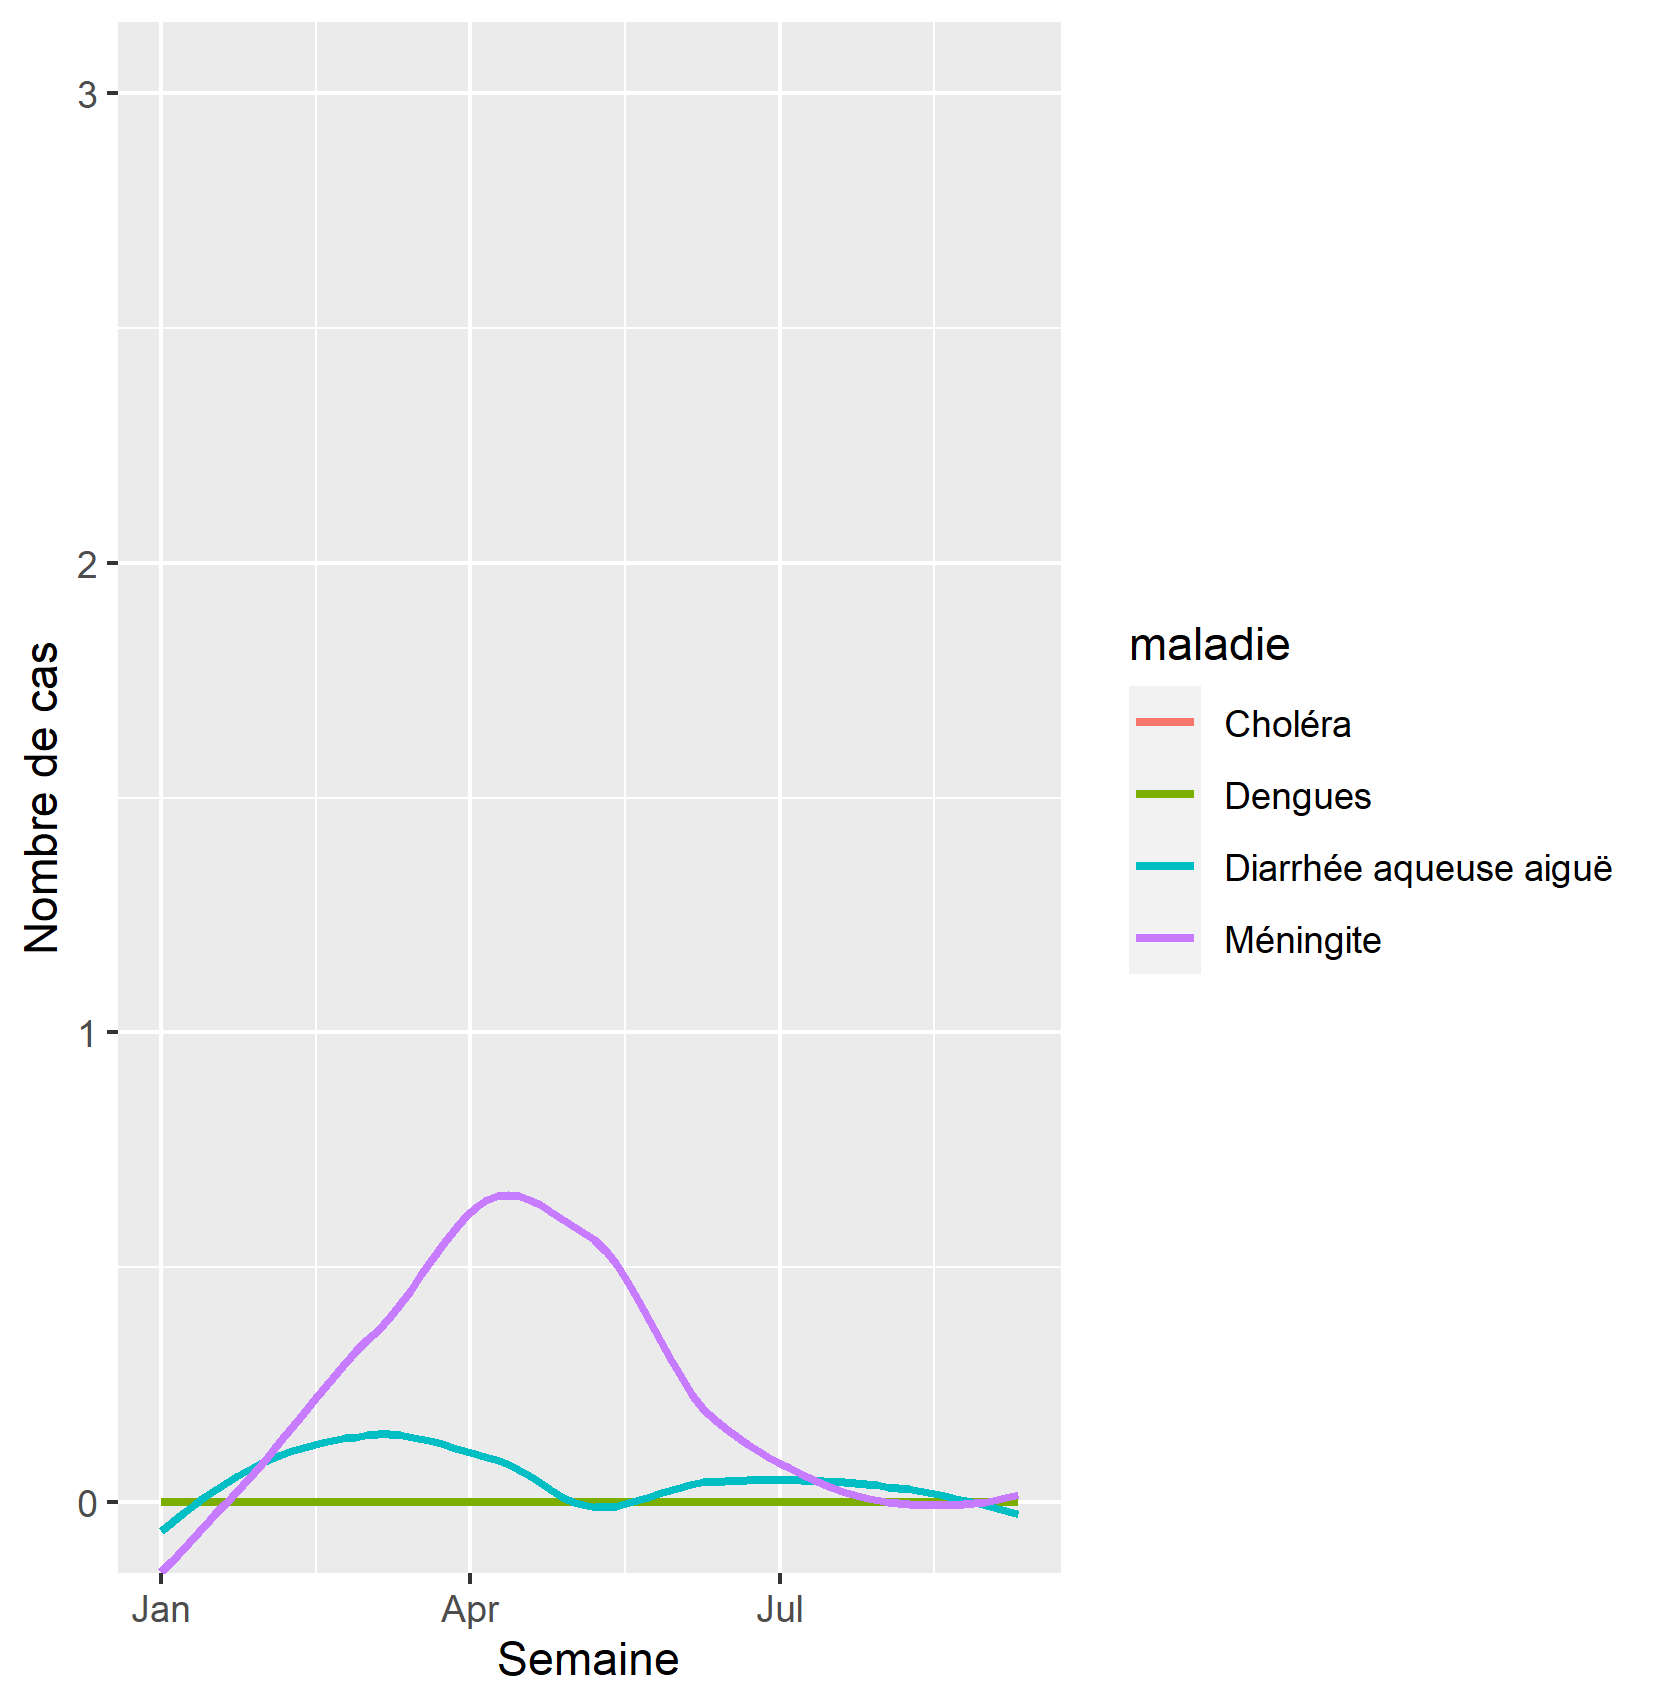 3
2
1
0
Nombre de cas
Jan
Apr
Jul
Semaine
maladie
Choléra
Dengues
Diarrhée aqueuse aiguë
Méningite